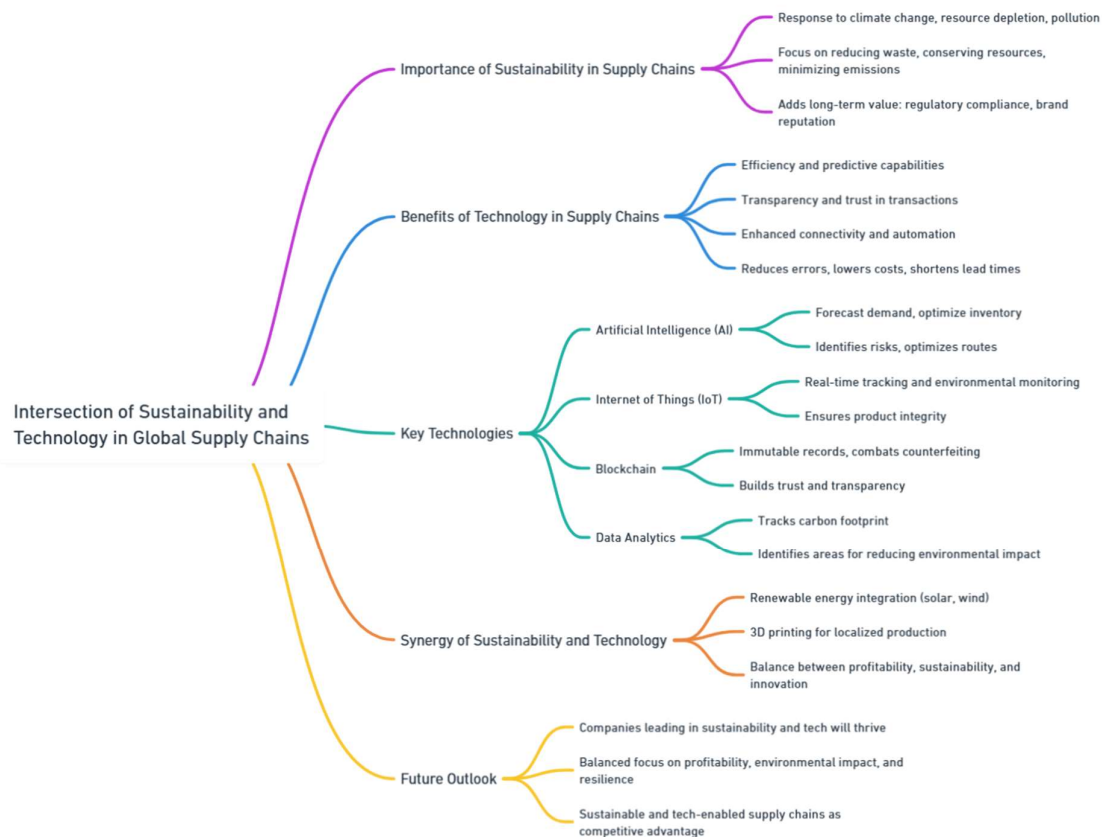 Intersection of Sustainability and
Technology in Global Supply Chains
Importance of Sustainability in Supply Chains
Response to climate change, resource depletion, pollution
Focus on reducing waste, conserving resources,
minimizing emissions
Adds long-term value: regulatory compliance, brand
reputation
Benefits of Technology in Supply Chains
Efficiency and predictive capabilities
Transparency and trust in transactions
Enhanced connectivity and automation
Reduces errors, lowers costs, shortens lead times
Key Technologies
Artificial Intelligence (AI)
Forecast demand, optimize inventory
Identifies risks, optimizes routes
Internet of Things (IoT)
Real-time tracking and environmental monitoring
Ensures product integrity
Blockchain
Immutable records, combats counterfeiting
Builds trust and transparency
Data Analytics
Tracks carbon footprint
Identifies areas for reducing environmental impact
Synergy of Sustainability and Technology
Renewable energy integration (solar, wind)
3D printing for localized production
Balance between profitability, sustainability, and
innovation
Future Outlook
Companies leading in sustainability and tech will thrive
Balanced focus on profitability, environmental impact, and
resilience
Sustainable and tech-enabled supply chains as
competitive advantage